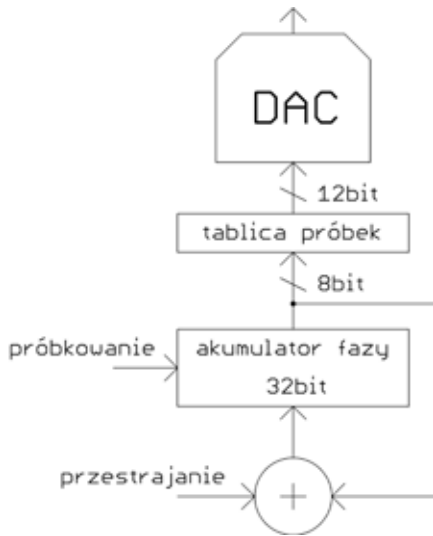 DAC
12bit
tablica próbek
8bit
próbkowanie
akumulator fazy
32bit
przestrajanie
+